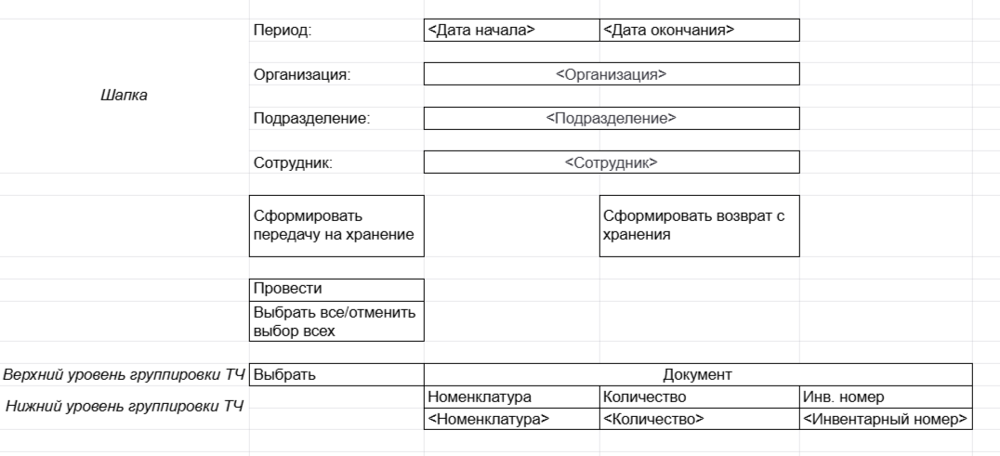 Шапка
Период: <Дата начала> <Дата окончания>
Организация: <Организация>
Подразделение: <Подразделение>
Сотрудник: <Сотрудник>
Сформировать
передачу на хранение
Сформировать возврат с
хранения
Провести
Выбрать все/отменить
выбор всех
Верхний уровень группировки ТЧ Выбрать Документ
Нижний уровень группировки ТЧ
Номенклатура Количество Инв. номер
<Номенклатура> <Количество> <Инвентарный номер>